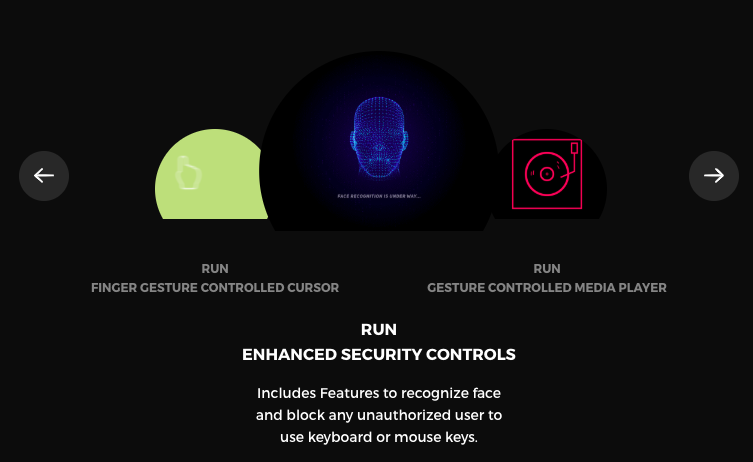 FACE RECOGNITION IS UNDER WAY...
RUN
FINGER GESTURE CONTROLLED CURSOR
RUN
GESTURE CONTROLLED MEDIA PLAYER
RUN
ENHANCED SECURITY CONTROLS
Includes Features to recognize face
and block any unauthorized user to
use keyboard or mouse keys.